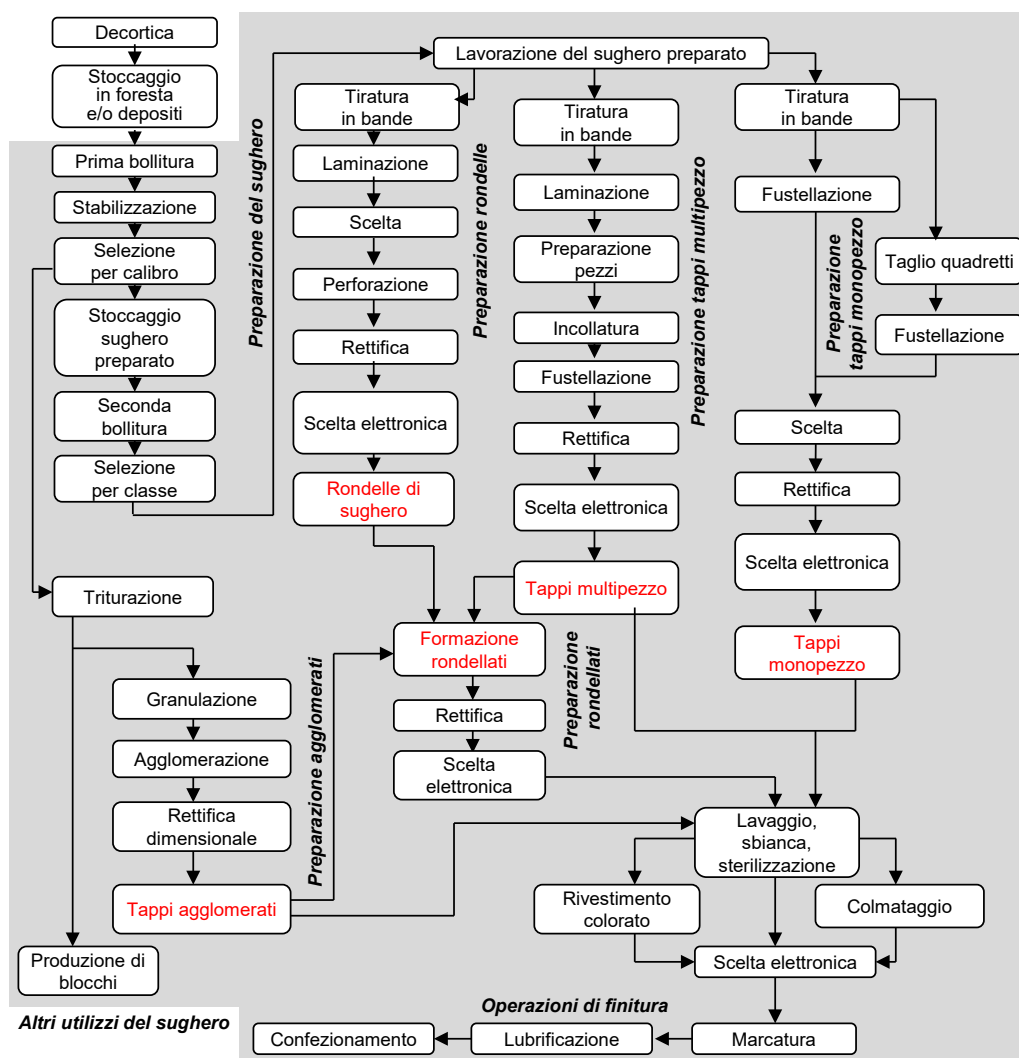 Decortica
Stoccaggio
in foresta
e/o depositi
Prima bollitura
Stabilizzazione
Selezione
per calibro
Stoccaggio
sughero
preparato
Seconda
bollitura
Selezione
per classe
Preparazione del sughero
Lavorazione del sughero preparato
Tiratura
in bande
Laminazione
Scelta
Perforazione
Rettifica
Scelta elettronica
Rondelle di
sughero
Preparazione rondelle
Tiratura
in bande
Laminazione
Preparazione
pezzi
Incollatura
Fustellazione
Rettifica
Scelta elettronica
Tappi multipezzo
Preparazione tappi multipezzo
Tiratura
in bande
Fustellazione
Preparazione
tappi monopezzo
Taglio quadretti
Fustellazione
Scelta
Rettifica
Scelta elettronica
Tappi
monopezzo
Triturazione
Granulazione
Agglomerazione
Rettifica
dimensionale
Tappi agglomerati
Preparazione agglomerati
Formazione
rondellati
Rettifica
Scelta
elettronica
Preparazione
rondellati
Lavaggio,
sbianca,
sterilizzazione
Rivestimento
colorato
Colmataggio
Produzione di
blocchi
Scelta elettronica
Altri utilizzi del sughero
Operazioni di finitura
Confezionamento
Lubrificazione
Marcatura